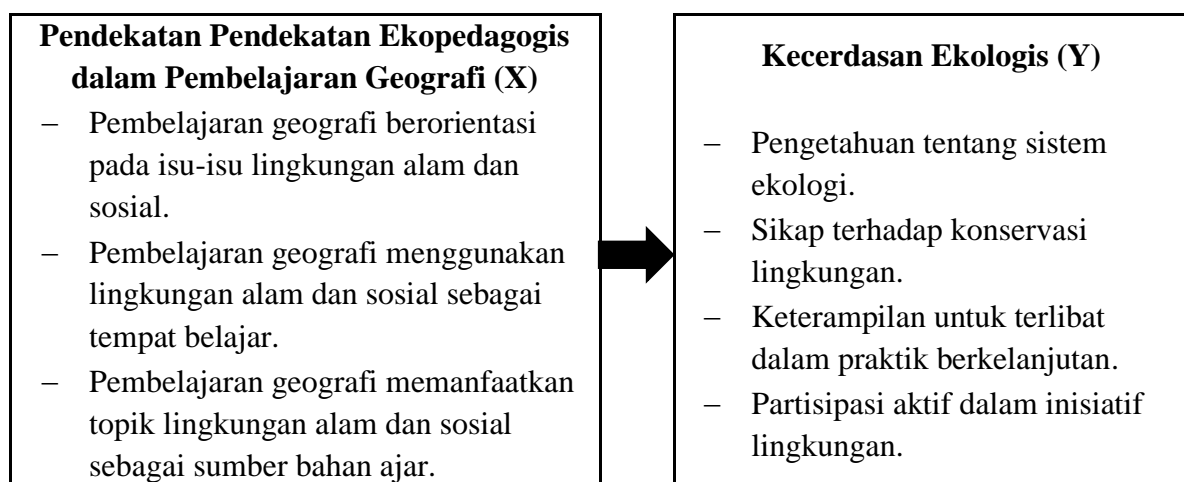 Pendekatan Pendekatan Ekopedagogis
dalam Pembelajaran Geografi (X)
– Pembelajaran geografi berorientasi
pada isu-isu lingkungan alam dan
sosial.
– Pembelajaran geografi menggunakan
lingkungan alam dan sosial sebagai
tempat belajar.
– Pembelajaran geografi memanfaatkan
topik lingkungan alam dan sosial
sebagai sumber bahan ajar.
Kecerdasan Ekologis (Y)
– Pengetahuan tentang sistem
ekologi.
– Sikap terhadap konservasi
lingkungan.
– Keterampilan untuk terlibat
dalam praktik berkelanjutan.
– Partisipasi aktif dalam inisiatif
lingkungan.